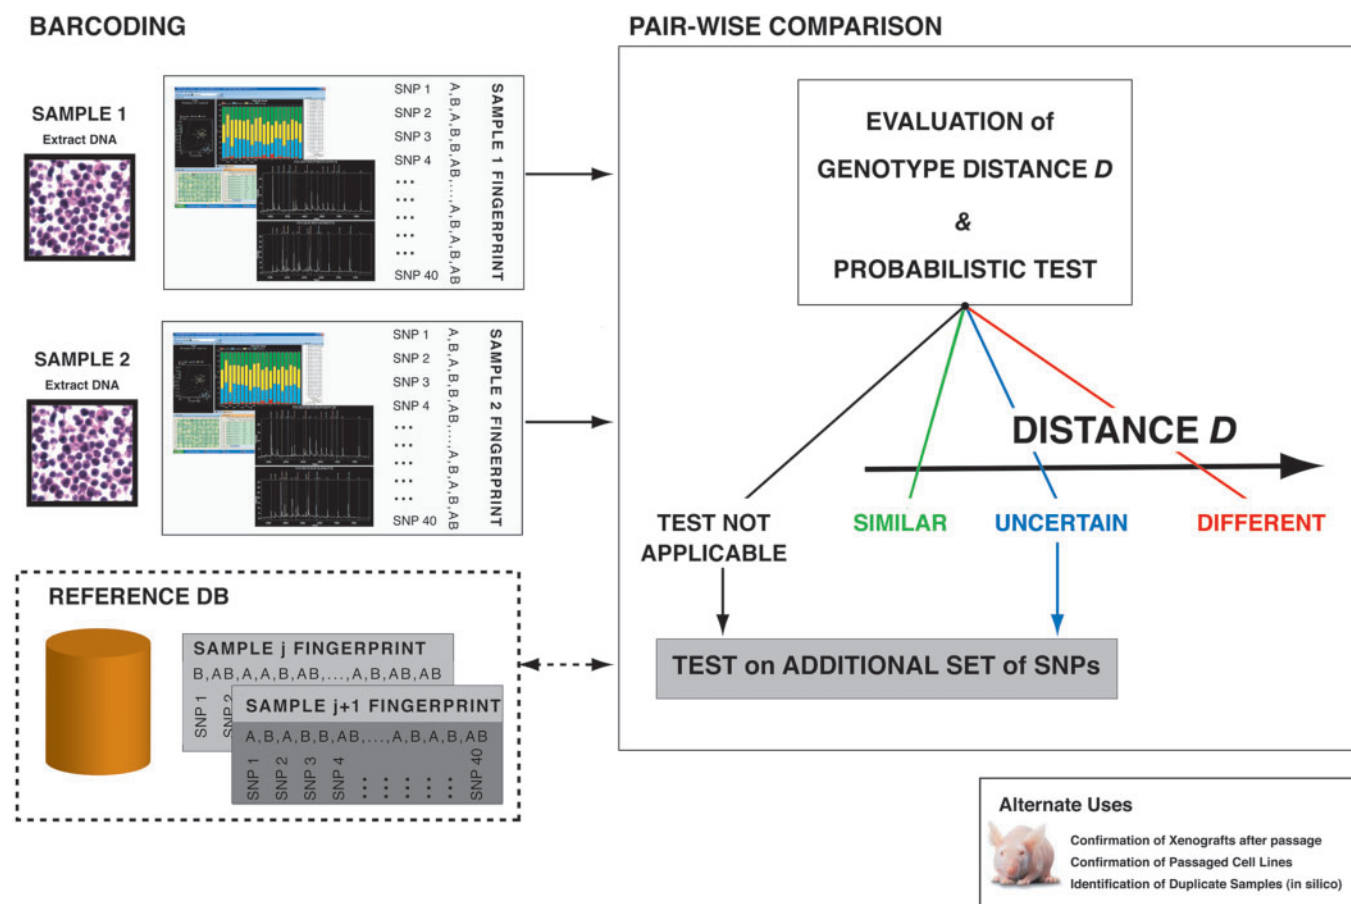 BARCODING
SAMPLE 1
Extract DNA
SNP 1
SNP 2
SNP 3
SNP 4
...
...
...
...
SNP 40
A,B,A,B,B,AB,....,A,B,A,B,AB
SAMPLE 1 FINGERPRINT
SAMPLE 2
Extract DNA
SNP 1
SNP 2
SNP 3
SNP 4
...
...
...
...
SNP 40
A,B,A,B,B,AB,....,A,B,A,B,AB
SAMPLE 2 FINGERPRINT
REFERENCE DB
SAMPLE j FINGERPRINT
B,AB,A,A,B,AB,...,A,B,AB,AB
SNP 1
SNP 2
SAMPLE j+1 FINGERPRINT
A,B,A,B,B,AB,...,A,B,A,B,AB
SNP 1
SNP 2
SNP 3
SNP 4
...
...
...
...
SNP 40
PAIR-WISE COMPARISON
EVALUATION of
GENOTYPE DISTANCE D
&
PROBABILISTIC TEST
DISTANCE D
TEST NOT
APPLICABLE
SIMILAR
UNCERTAIN
DIFFERENT
TEST on ADDITIONAL SET of SNPs
Alternate Uses
Confirmation of Xenografts after passage
Confirmation of Passaged Cell Lines
Identification of Duplicate Samples (in silico)